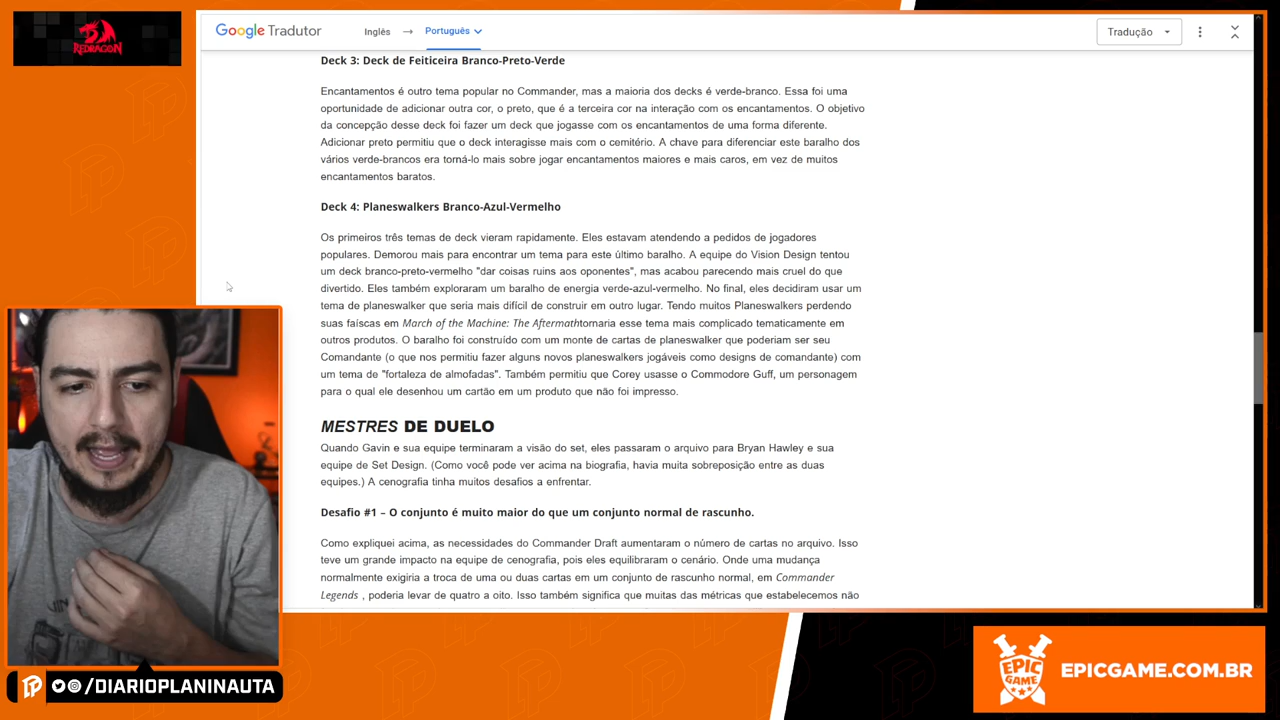 REDRAGON
Google Tradutor
Inglês → Português
Tradução
Deck 3: Deck de Feiticeira Branco-Preto-Verde
Encantamentos é outro tema popular no Commander, mas a maioria dos decks é verde-branco. Essa foi uma
oportunidade de adicionar outra cor, o preto, que é a terceira cor na interação com os encantamentos. O objetivo
da concepção desse deck foi fazer um deck que jogasse com os encantamentos de uma forma diferente.
Adicionar preto permitiu que o deck interagisse mais com o cemitério. A chave para diferenciar este baralho dos
vários verde-brancos era torná-lo mais sobre jogar encantamentos maiores e mais caros, em vez de muitos
encantamentos baratos.
Deck 4: Planeswalkers Branco-Azul-Vermelho
Os primeiros três temas de deck vieram rapidamente. Eles estavam atendendo a pedidos de jogadores
populares. Demorou mais para encontrar um tema para este último baralho. A equipe do Vision Design tentou
um deck branco-preto-vermelho "dar coisas ruins aos oponentes", mas acabou parecendo mais cruel do que
divertido. Eles também exploraram um baralho de energia verde-azul-vermelho. No final, eles decidiram usar um
tema de planeswalker que seria mais difícil de construir em outro lugar. Tendo muitos Planeswalkers perdendo
suas faíscas em March of the Machine: The Aftermathtornaria esse tema mais complicado tematicamente em
outros produtos. O baralho foi construído com um monte de cartas de planeswalker que poderiam ser seu
Comandante (o que nos permitiu fazer alguns novos planeswalkers jogáveis como designs de comandante) com
um tema de "fortaleza de almofadas". Também permitiu que Corey usasse o Commodore Guff, um personagem
para o qual ele desenhou um cartão em um produto que não foi impresso.
MESTRES DE DUELO
Quando Gavin e sua equipe terminaram a visão do set, eles passaram o arquivo para Bryan Hawley e sua
equipe de Set Design. (Como você pode ver acima na biografia, havia muita sobreposição entre as duas
equipes.) A cenografia tinha muitos desafios a enfrentar.
Desafio #1 – O conjunto é muito maior do que um conjunto normal de rascunho.
Como expliquei acima, as necessidades do Commander Draft aumentaram o número de cartas no arquivo. Isso
teve um grande impacto na equipe de cenografia, pois eles equilibraram o cenário. Onde uma mudança
normalmente exigiria a troca de uma ou duas cartas em um conjunto de rascunho normal, em Commander
Legends , poderia levar de quatro a oito. Isso também significa que muitas das métricas que estabelecemos não
/DIARIOPLANINAUTA
EPIC
GAME
EPICGAME.COM.BR